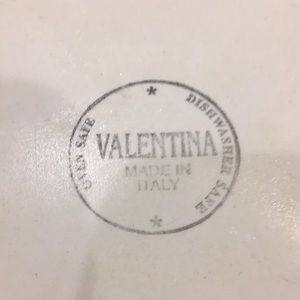 OVEN SAFE
*
DISHWASHER SAFE
VALENTINA
MADE IN
ITALY
*